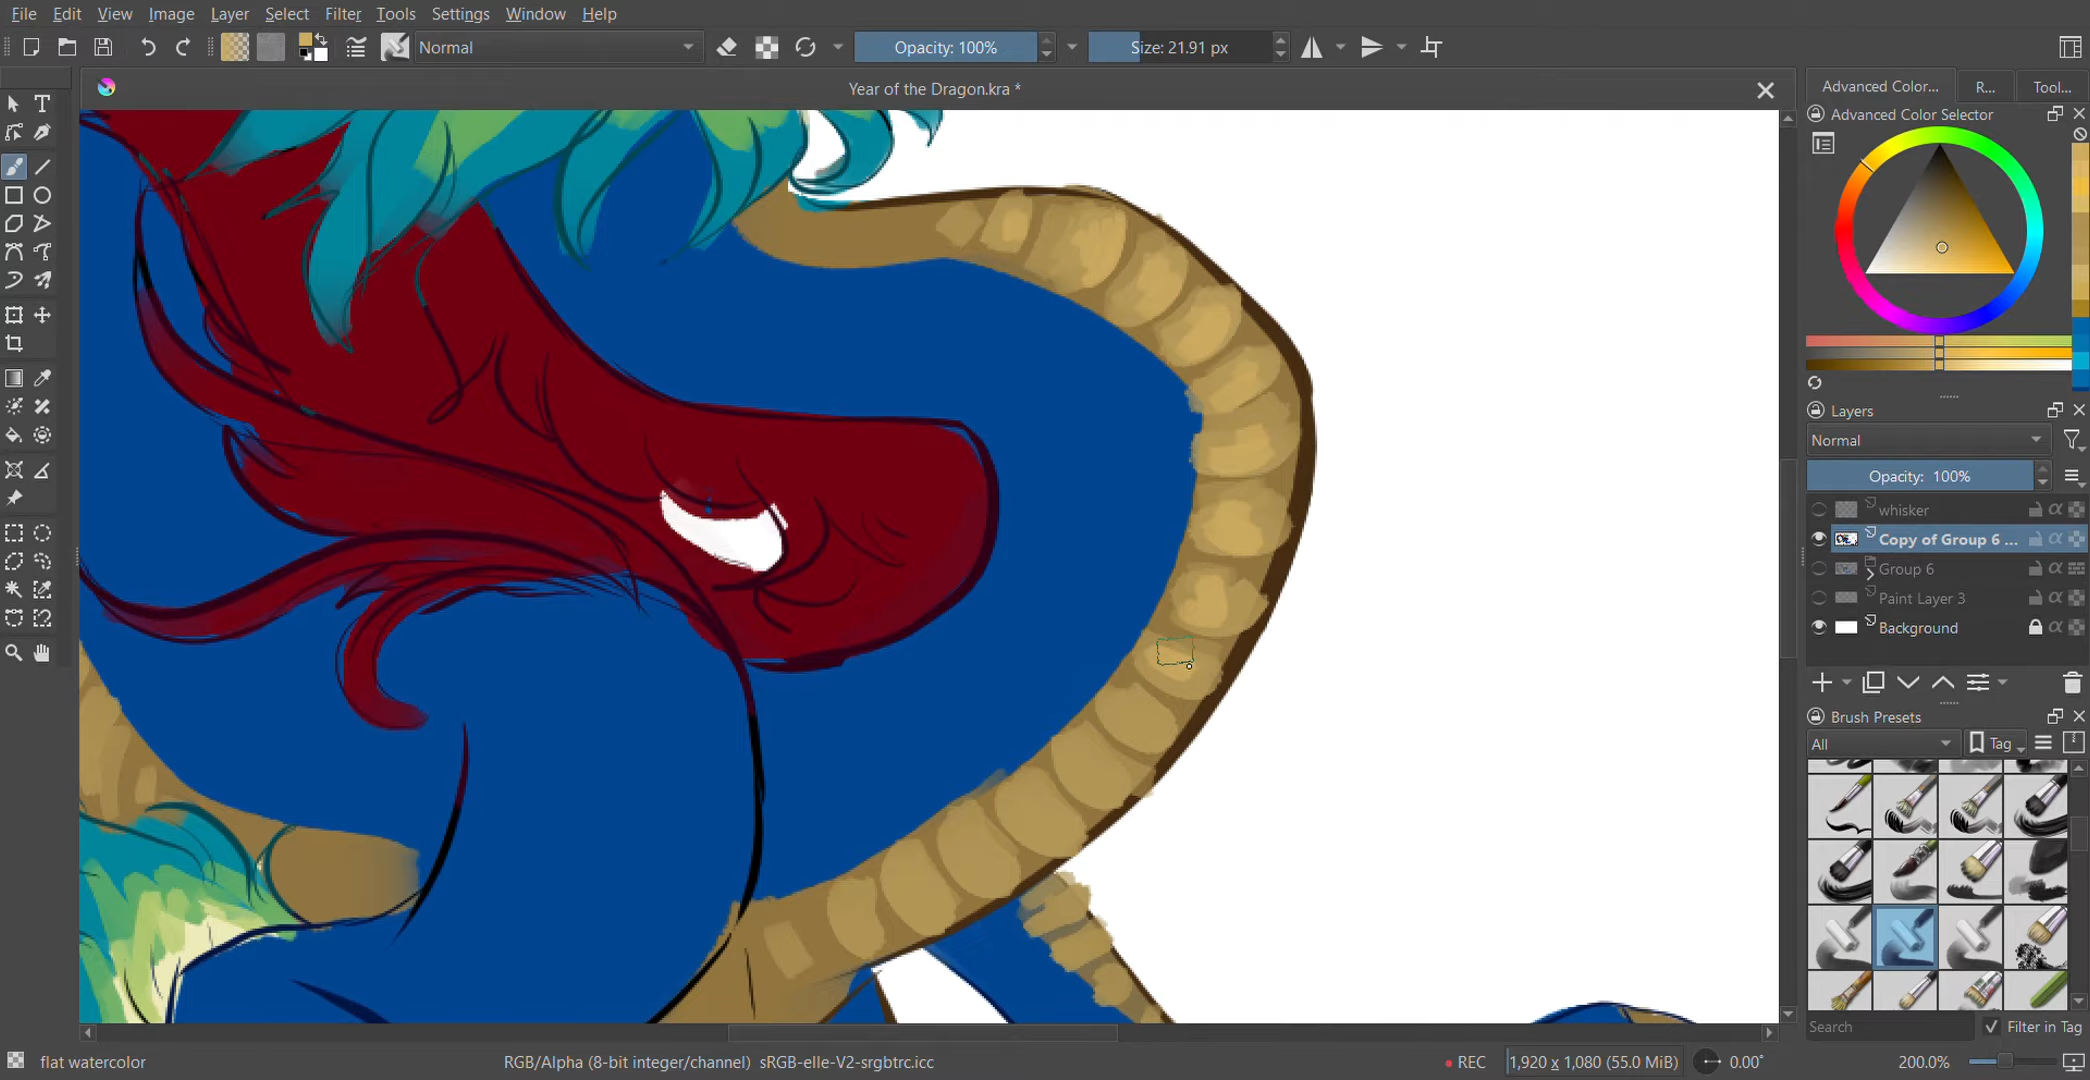 File Edit View Image Layer Select Filter Tools Settings Window Help
Normal Opacity: 100% Size: 21.91 px
Year of the Dragon.kra *
Advanced Color... R... Tool...
Advanced Color Selector
Layers
Normal
Opacity: 100%
whisker
Copy of Group 6 ...
Group 6
Paint Layer 3
Background
Brush Presets
All Tag
Search Filter in Tag
flat watercolor RGB/Alpha (8-bit integer/channel) sRGB-elle-V2-srgbtrc.icc REC 1,920 x 1,080 (55.0 MiB) 0.00° 200.0%